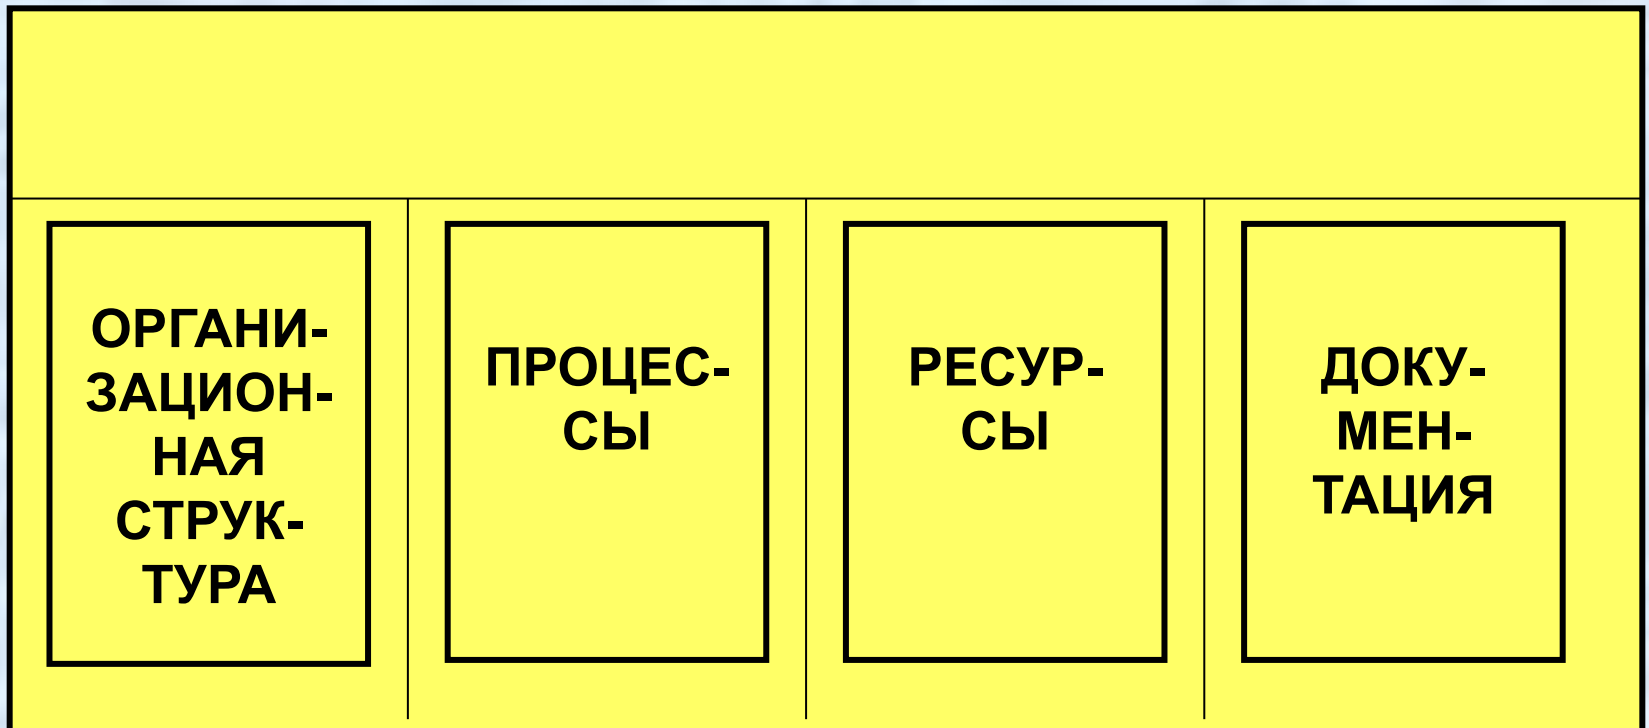 ОРГАНИ-
ЗАЦИОН-
НАЯ
СТРУК-
ТУРА
ПРОЦЕС-
СЫ
РЕСУР-
СЫ
ДОКУ-
МЕН-
ТАЦИЯ